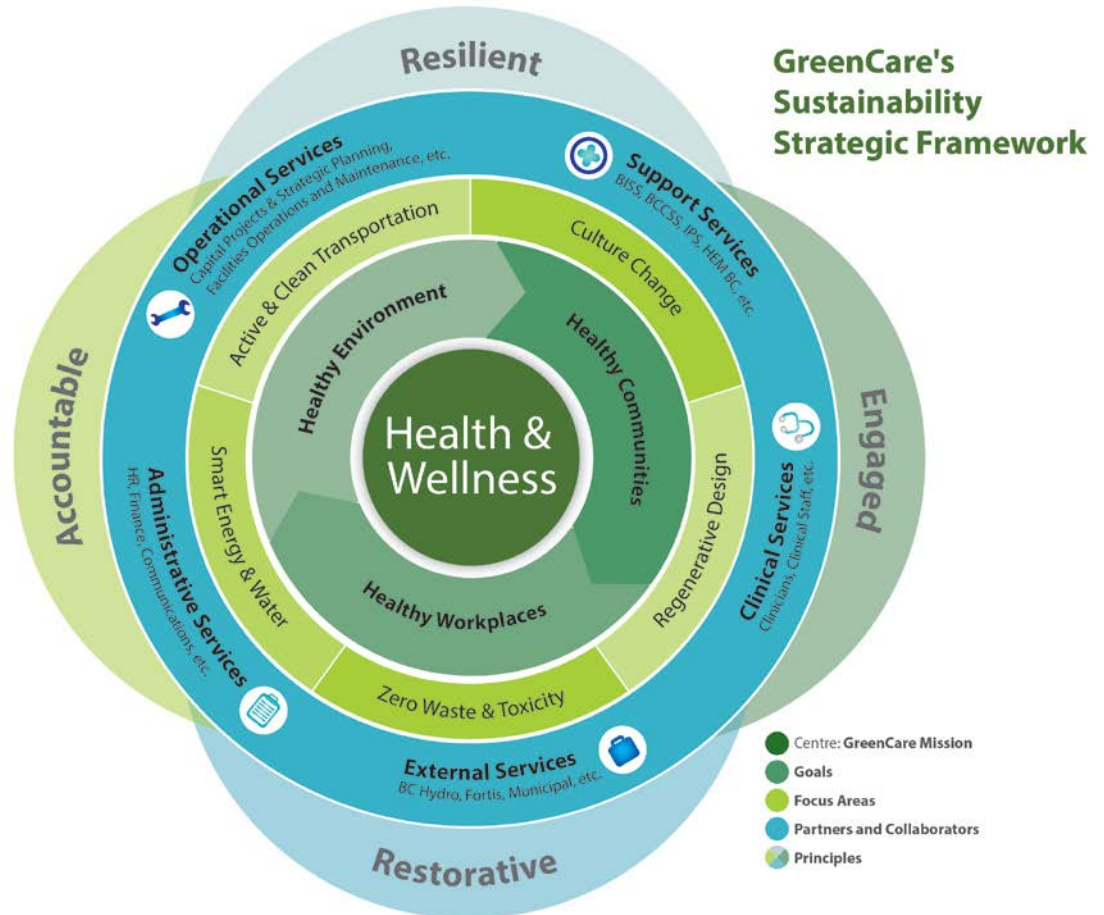 GreenCare's
Sustainability
Strategic Framework
Resilient
Engaged
Restorative
Accountable
Operational Services
Capital Projects & Strategic Planning,
Facilities Operations and Maintenance, etc.
Support Services
BISS, BCCSS, IPS, HEM BC, etc.
Clinical Services
Clinicians, Clinical Staff, etc.
External Services
BC Hydro, Fortis, Municipal, etc.
Administrative Services
HR, Finance, Communications, etc.
Active & Clean Transportation
Culture Change
Regenerative Design
Zero Waste & Toxicity
Smart Energy & Water
Healthy Environment
Healthy Communities
Healthy Workplaces
Health &
Wellness
Centre: GreenCare Mission
Goals
Focus Areas
Partners and Collaborators
Principles